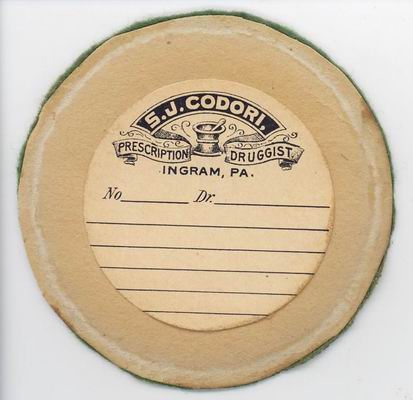 S.J. CODORI,
PRESCRIPTION DRUGGIST
INGRAM, PA.
No Dr.